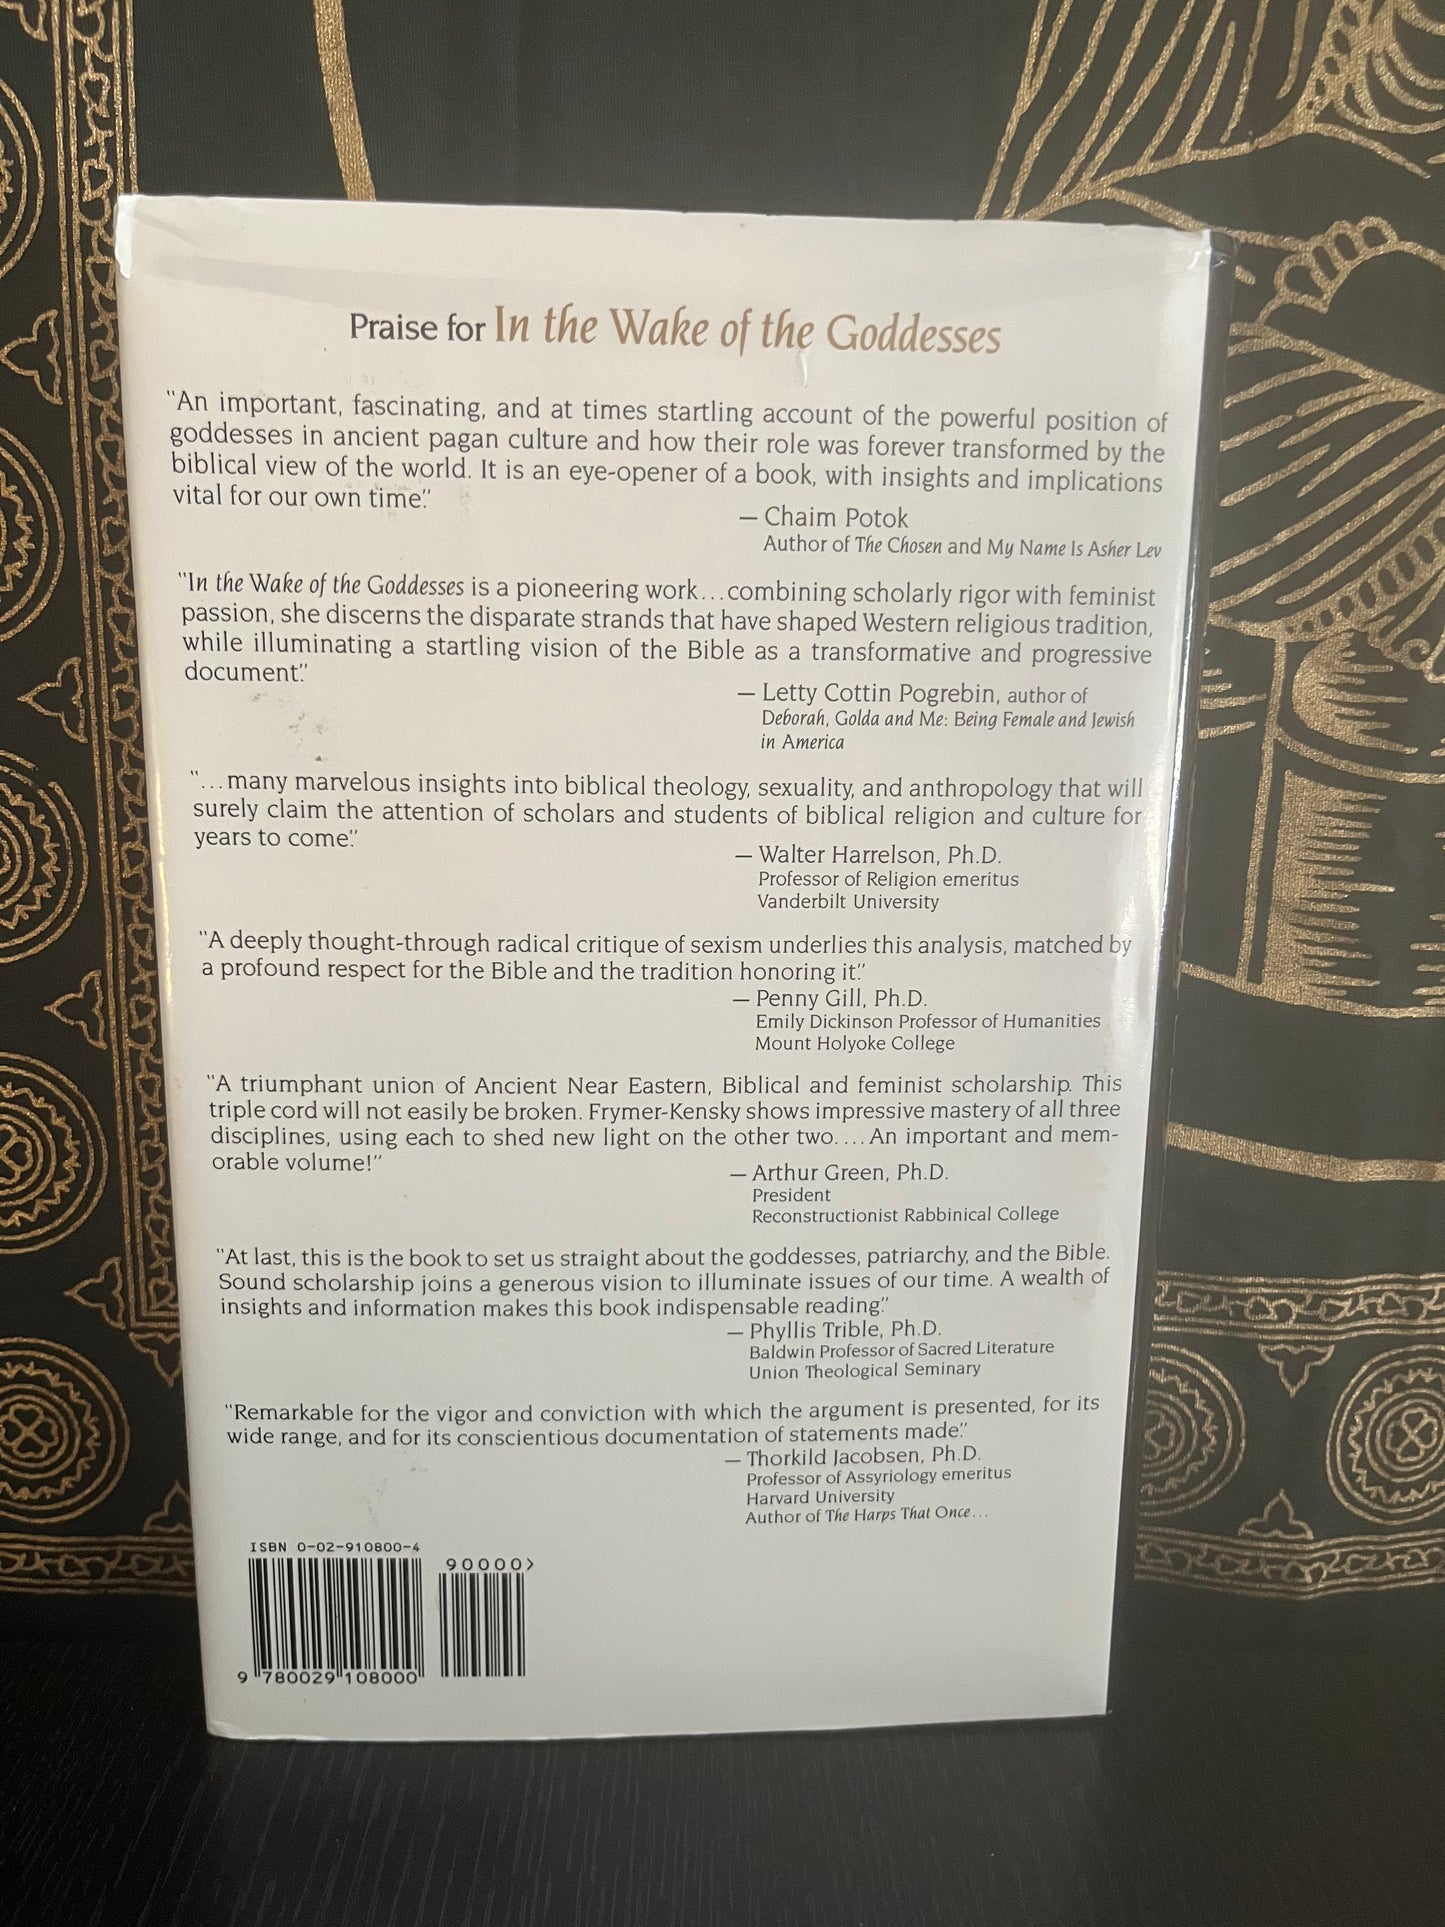 Praise for In the Wake of the Goddesses
"An important, fascinating, and at times startling account of the powerful position of
goddesses in ancient pagan culture and how their role was forever transformed by the
biblical view of the world. It is an eye-opener of a book, with insights and implications
vital for our own time."
— Chaim Potok
Author of The Chosen and My Name Is Asher Lev
"In the Wake of the Goddesses is a pioneering work...combining scholarly rigor with feminist
passion, she discerns the disparate strands that have shaped Western religious tradition,
while illuminating a startling vision of the Bible as a transformative and progressive
document."
— Letty Cottin Pogrebin, author of
Deborah, Golda and Me: Being Female and Jewish
in America
"...many marvelous insights into biblical theology, sexuality, and anthropology that will
surely claim the attention of scholars and students of biblical religion and culture for
years to come."
— Walter Harrelson, Ph.D.
Professor of Religion emeritus
Vanderbilt University
"A deeply thought-through radical critique of sexism underlies this analysis, matched by
a profound respect for the Bible and the tradition honoring it."
— Penny Gill, Ph.D.
Emily Dickinson Professor of Humanities
Mount Holyoke College
"A triumphant union of Ancient Near Eastern, Biblical and feminist scholarship. This
triple cord will not easily be broken. Frymer-Kensky shows impressive mastery of all three
disciplines, using each to shed new light on the other two....An important and mem-
orable volume!"
— Arthur Green, Ph.D.
President
Reconstructionist Rabbinical College
"At last, this is the book to set us straight about the goddesses, patriarchy, and the Bible.
Sound scholarship joins a generous vision to illuminate issues of our time. A wealth of
insights and information makes this book indispensable reading."
— Phyllis Trible, Ph.D.
Baldwin Professor of Sacred Literature
Union Theological Seminary
"Remarkable for the vigor and conviction with which the argument is presented, for its
wide range, and for its conscientious documentation of statements made."
— Thorkild Jacobsen, Ph.D.
Professor of Assyriology emeritus
Harvard University
Author of The Harps That Once...
ISBN 0-02-910800-4
90000>
9 780029 108000